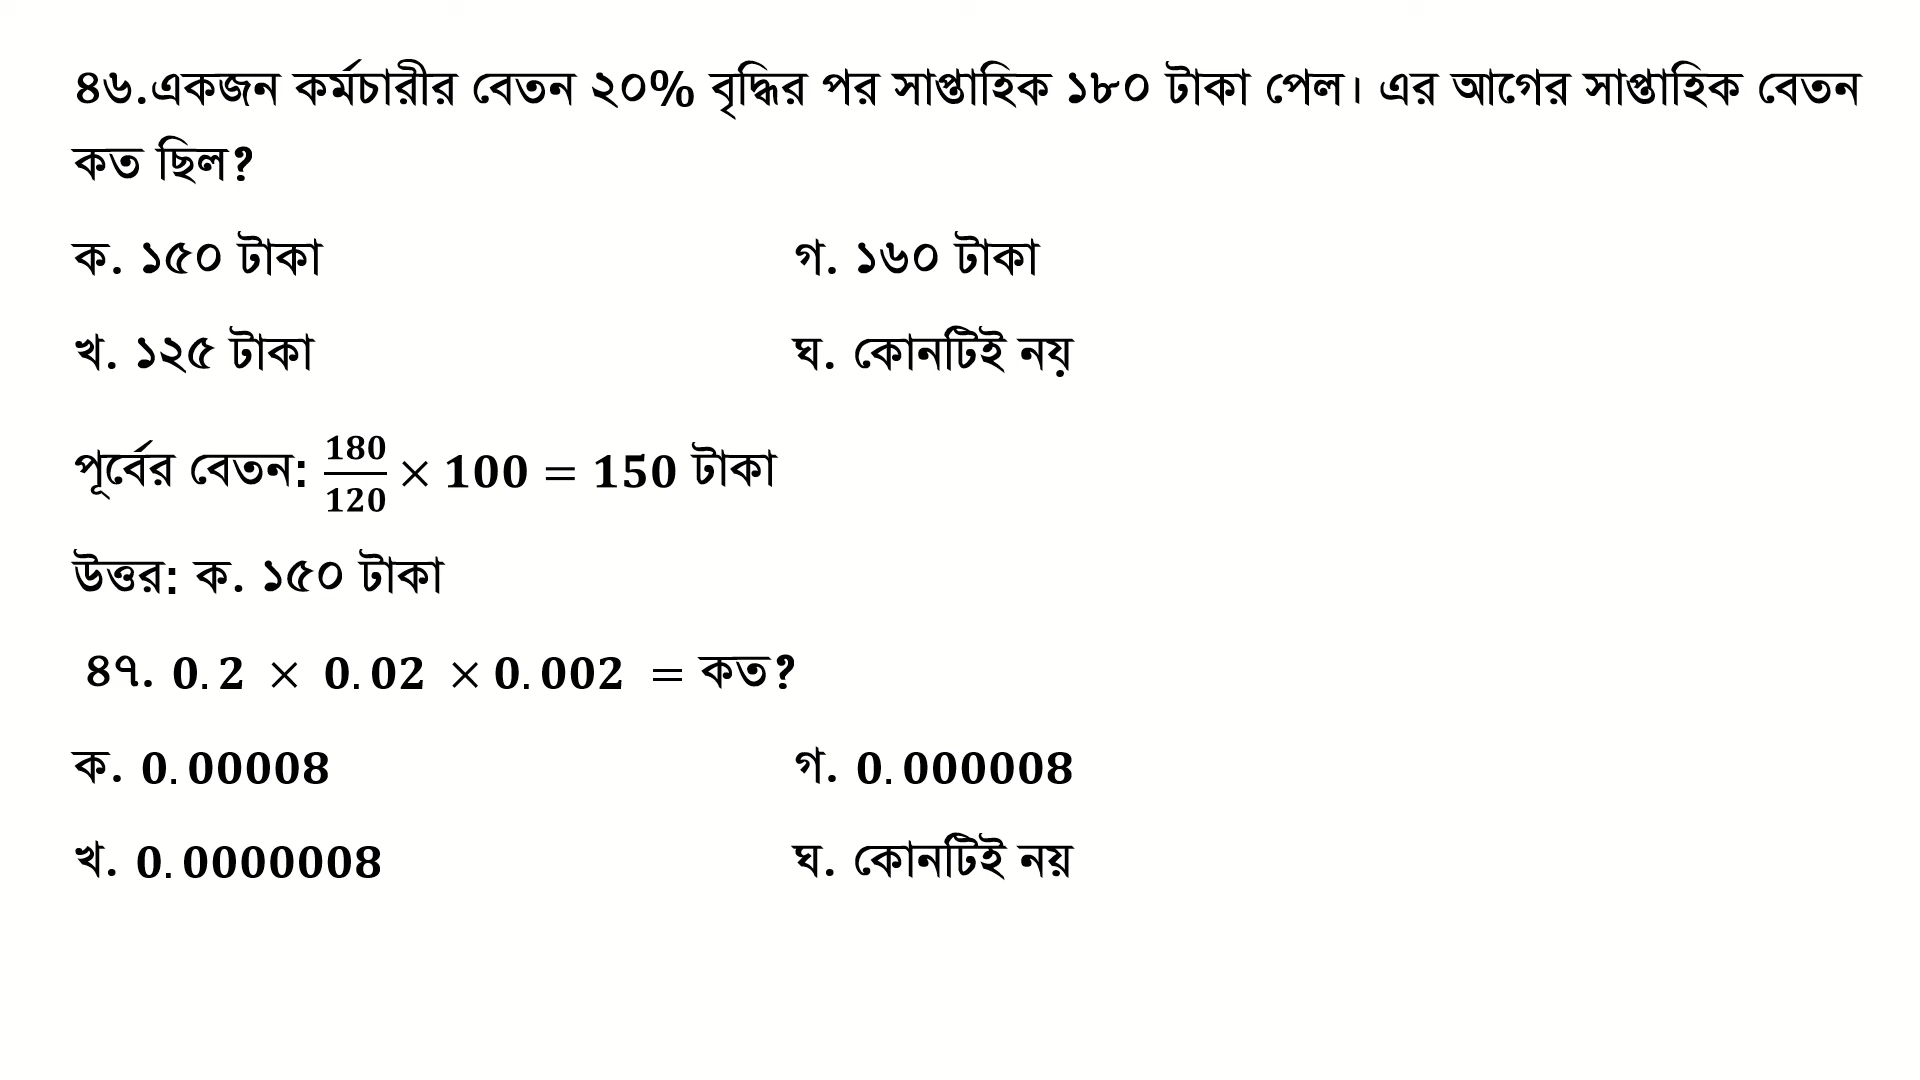 ৪৬.একজন কর্মচারীর বেতন ২০% বৃদ্ধির পর সাপ্তাহিক ১৮০ টাকা পেল। এর আগের সাপ্তাহিক বেতন
কত ছিল?
ক. ১৫০ টাকা গ. ১৬০ টাকা
খ. ১২৫ টাকা ঘ. কোনটিই নয়
পূর্বের বেতন: 180/120 × 100 = 150 টাকা
উত্তর: ক. ১৫০ টাকা
৪৭. 0.2 × 0.02 × 0.002 = কত?
ক. 0.00008 গ. 0.000008
খ. 0.0000008 ঘ. কোনটিই নয়